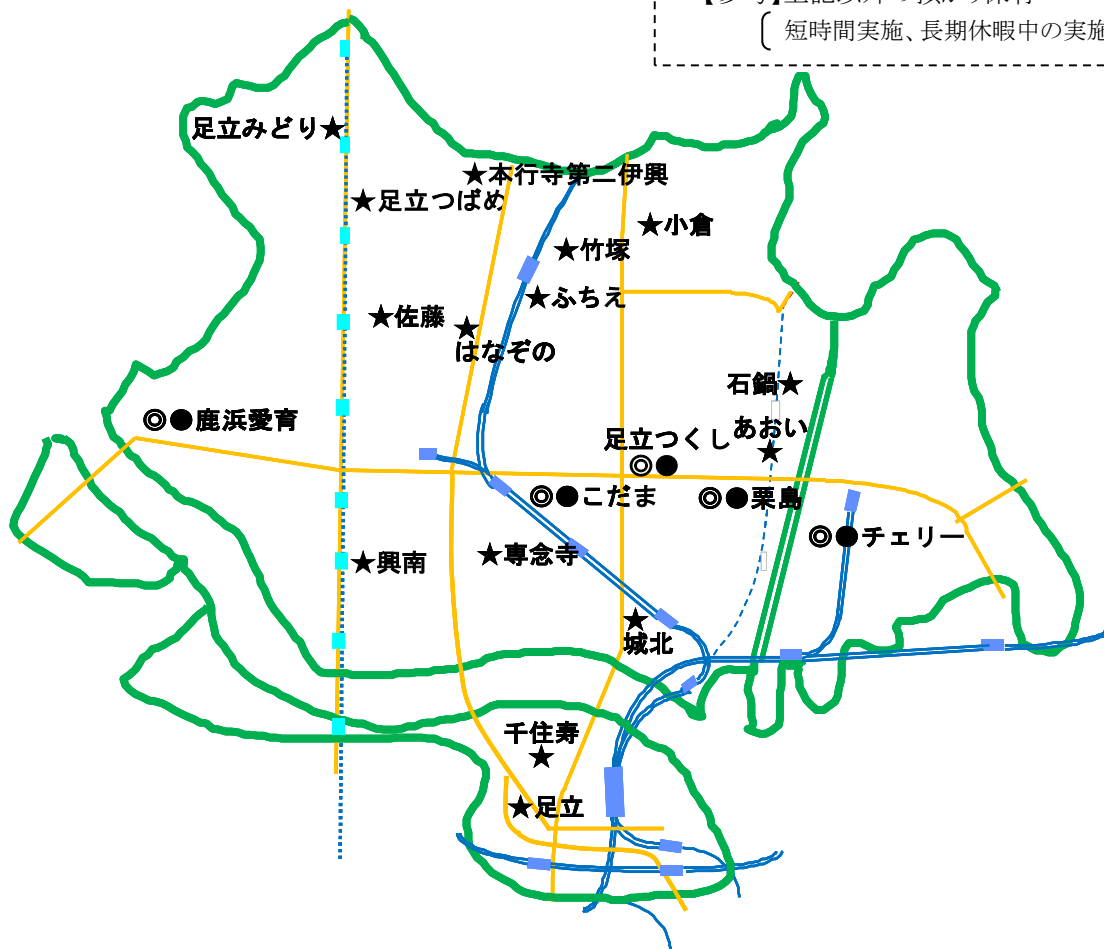 短時間実施、長期休暇中の実施
足立みどり★
★本行寺第二伊興
★足立つばめ
★小倉
★竹塚
★ふちえ
★佐藤
★
はなぞの
石鍋★
◎●鹿浜愛育
あおい
★
足立つくし
◎●
◎●こだま
◎●栗島
◎●チェリー
★興南
★専念寺
★
城北
千住寿
★
★足立